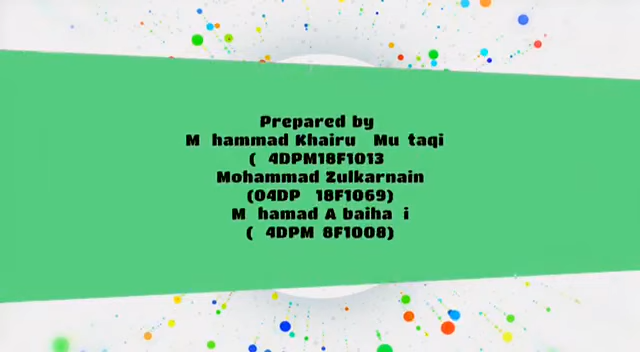 Prepared by
M hammad Khairu Mu taqi
( 4DPM18F1013
Mohammad Zulkarnain
(04DP 18F1069)
M hamad A baiha i
( 4DPM 8F1008)